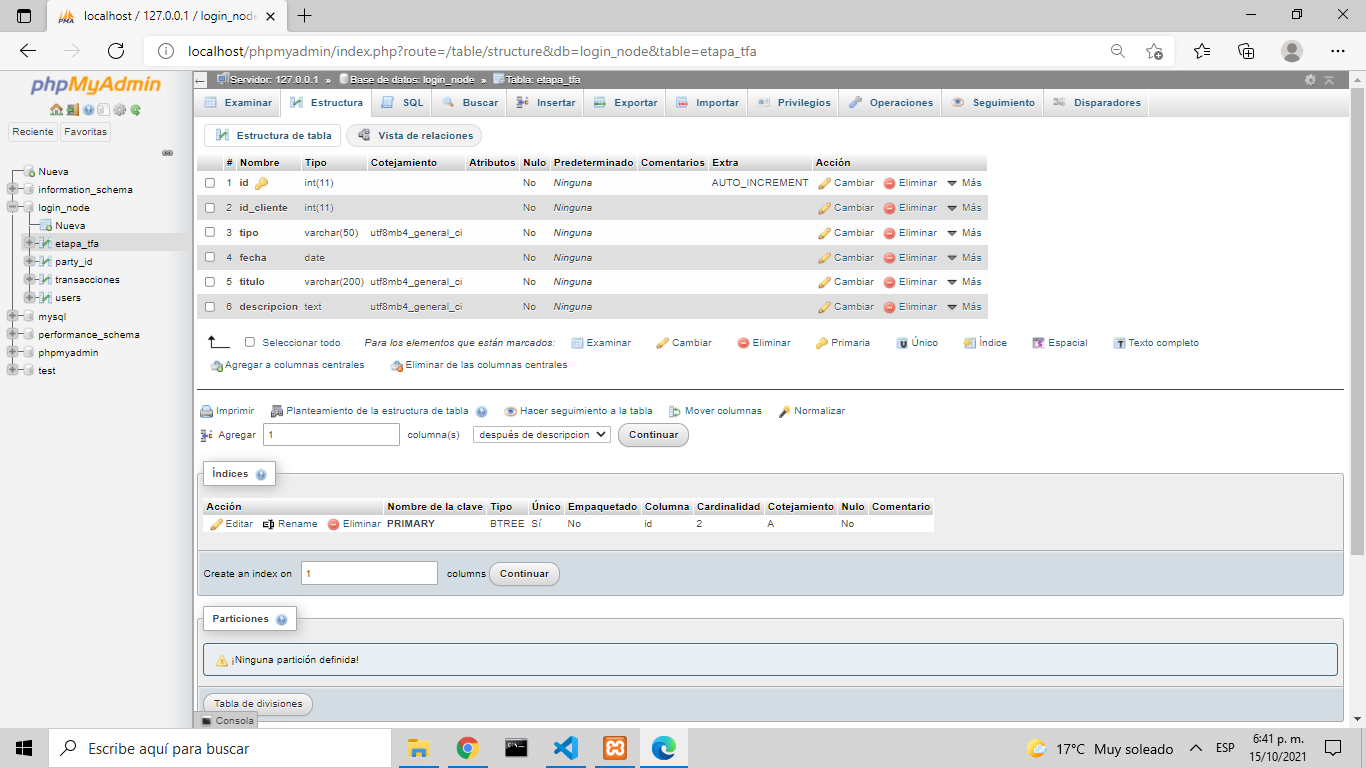 localhost / 127.0.0.1 / login_node
localhost/phpmyadmin/index.php?route=/table/structure&db=login_node&table=etapa_tfa
phpMyAdmin
Reciente Favoritas
Nueva
information_schema
login_node
Nueva
etapa_tfa
party_id
transacciones
users
mysql
performance_schema
phpmyadmin
test
Servidor: 127.0.0.1 » Base de datos: login_node » Tabla: etapa_tfa
Examinar Estructura SQL Buscar Insertar Exportar Importar Privilegios Operaciones Seguimiento Disparadores
Estructura de tabla Vista de relaciones
# Nombre Tipo Cotejamiento Atributos Nulo Predeterminado Comentarios Extra Acción
1 id int(11) No Ninguna AUTO_INCREMENT Cambiar Eliminar Más
2 id_cliente int(11) No Ninguna Cambiar Eliminar Más
3 tipo varchar(50) utf8mb4_general_ci No Ninguna Cambiar Eliminar Más
4 fecha date No Ninguna Cambiar Eliminar Más
5 titulo varchar(200) utf8mb4_general_ci No Ninguna Cambiar Eliminar Más
6 descripcion text utf8mb4_general_ci No Ninguna Cambiar Eliminar Más
Seleccionar todo Para los elementos que están marcados: Examinar Cambiar Eliminar Primaria Único Índice Espacial Texto completo
Agregar a columnas centrales Eliminar de las columnas centrales
Imprimir Planteamiento de la estructura de tabla Hacer seguimiento a la tabla Mover columnas Normalizar
Agregar 1 columna(s) después de descripcion Continuar
Índices
Acción Nombre de la clave Tipo Único Empaquetado Columna Cardinalidad Cotejamiento Nulo Comentario
Editar Rename Eliminar PRIMARY BTREE Sí No id 2 A No
Create an index on 1 columns Continuar
Particiones
¡Ninguna partición definida!
Tabla de divisiones
Consola
Escribe aquí para buscar
17°C Muy soleado ESP 6:41 p. m.
15/10/2021